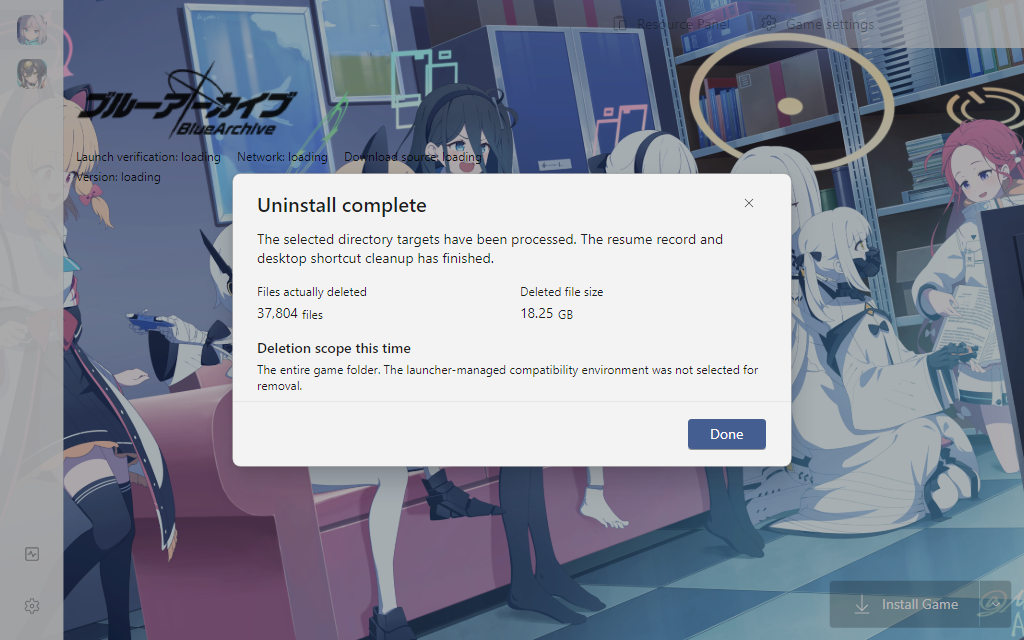 Resource Panel
Game settings
ブルーアーカイブ
BlueArchive
Launch verification: loading
Network: loading
Download source: loading
Version: loading
Uninstall complete
The selected directory targets have been processed. The resume record and
desktop shortcut cleanup has finished.
Files actually deleted
Deleted file size
37,804 files
18.25 GB
Deletion scope this time
The entire game folder. The launcher-managed compatibility environment was not selected for
removal.
Done
Install Game